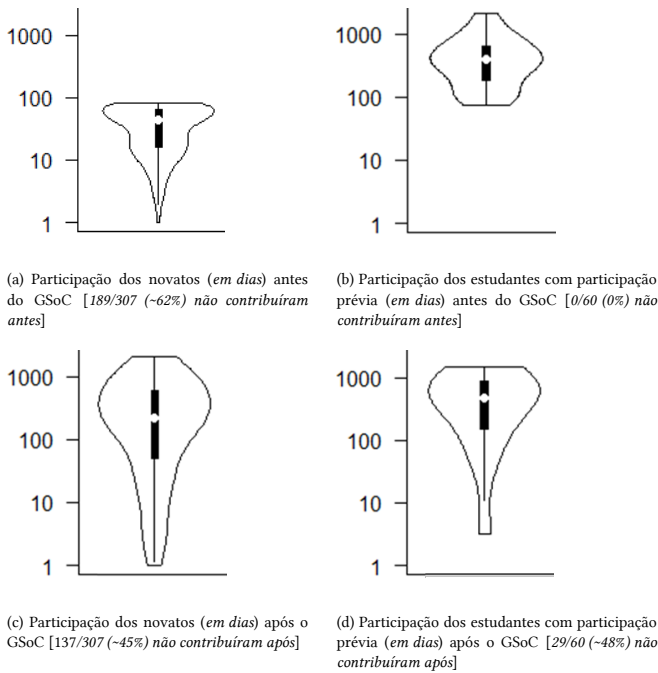 1000
100
10
1
(a) Participação dos novatos (em dias) antes
do GSoC [189/307 (~62%) não contribuíram
antes]
1000
100
10
1
(b) Participação dos estudantes com participação
prévia (em dias) antes do GSoC [0/60 (0%) não
contribuíram antes]
1000
100
10
1
(c) Participação dos novatos (em dias) após o
GSoC [137/307 (~45%) não contribuíram após]
1000
100
10
1
(d) Participação dos estudantes com participação
prévia (em dias) após o GSoC [29/60 (~48%) não
contribuíram após]